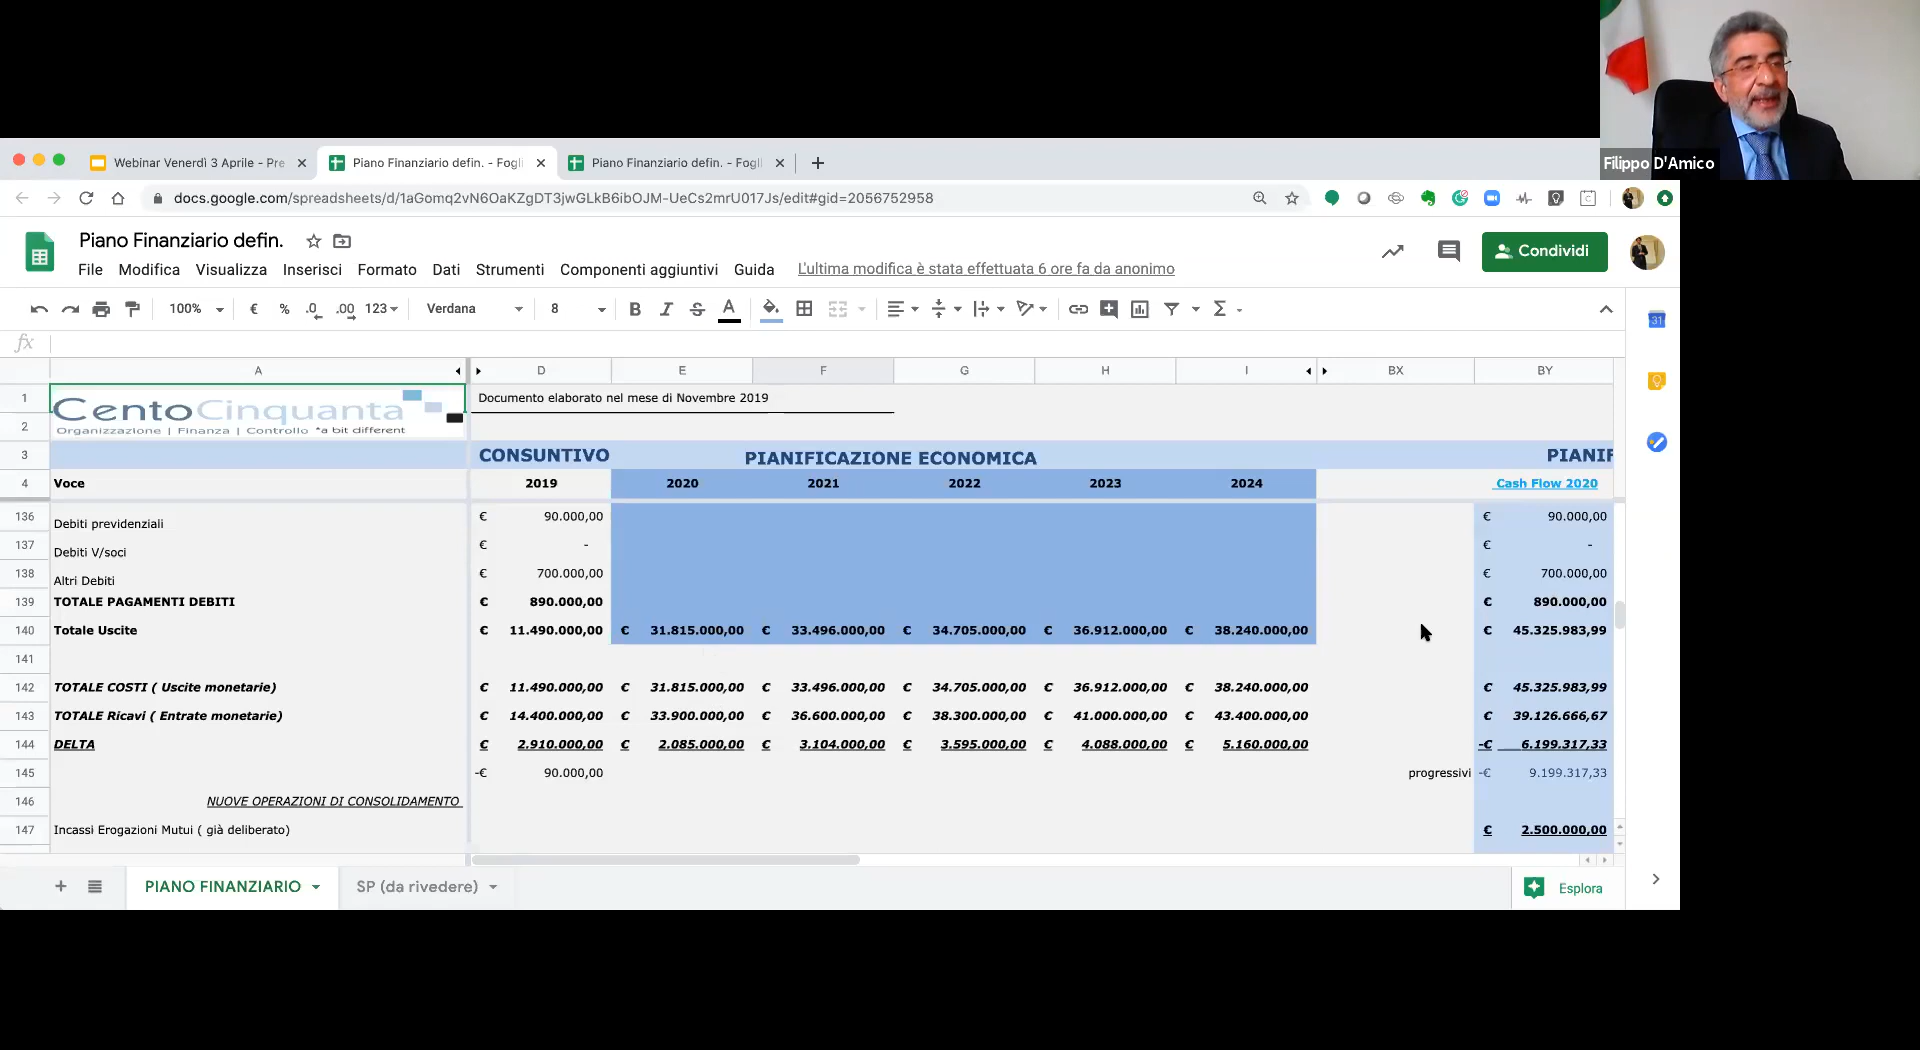 Filippo D'Amico
Webinar Venerdì 3 Aprile - Pre
Piano Finanziario defin. - Fogli
Piano Finanziario defin. - Fogl
docs.google.com/spreadsheets/d/1aGomq2vN6OaKZgDT3jwGLkB6ibOJM-UeCs2mrU017Js/edit#gid=2056752958
Piano Finanziario defin.
File Modifica Visualizza Inserisci Formato Dati Strumenti Componenti aggiuntivi Guida L'ultima modifica è stata effettuata 6 ore fa da anonimo
Condividi
100% € % .0 .00 123 Verdana 8 B I S A Σ
fx
31
A D E F G H I BX BY
1 CentoCinquanta Documento elaborato nel mese di Novembre 2019
2 Organizzazione | Finanza | Controllo *a bit different
3 CONSUNTIVO PIANIFICAZIONE ECONOMICA PIANIF
4 Voce 2019 2020 2021 2022 2023 2024 Cash Flow 2020
136 Debiti previdenziali € 90.000,00 € 90.000,00
137 Debiti V/soci € - € -
138 Altri Debiti € 700.000,00 € 700.000,00
139 TOTALE PAGAMENTI DEBITI € 890.000,00 € 890.000,00
140 Totale Uscite € 11.490.000,00 € 31.815.000,00 € 33.496.000,00 € 34.705.000,00 € 36.912.000,00 € 38.240.000,00 € 45.325.983,99
141
142 TOTALE COSTI ( Uscite monetarie) € 11.490.000,00 € 31.815.000,00 € 33.496.000,00 € 34.705.000,00 € 36.912.000,00 € 38.240.000,00 € 45.325.983,99
143 TOTALE Ricavi ( Entrate monetarie) € 14.400.000,00 € 33.900.000,00 € 36.600.000,00 € 38.300.000,00 € 41.000.000,00 € 43.400.000,00 € 39.126.666,67
144 DELTA € 2.910.000,00 € 2.085.000,00 € 3.104.000,00 € 3.595.000,00 € 4.088.000,00 € 5.160.000,00 -€ 6.199.317,33
145 -€ 90.000,00 progressivi -€ 9.199.317,33
146 NUOVE OPERAZIONI DI CONSOLIDAMENTO
147 Incassi Erogazioni Mutui ( già deliberato) € 2.500.000,00
PIANO FINANZIARIO SP (da rivedere) Esplora